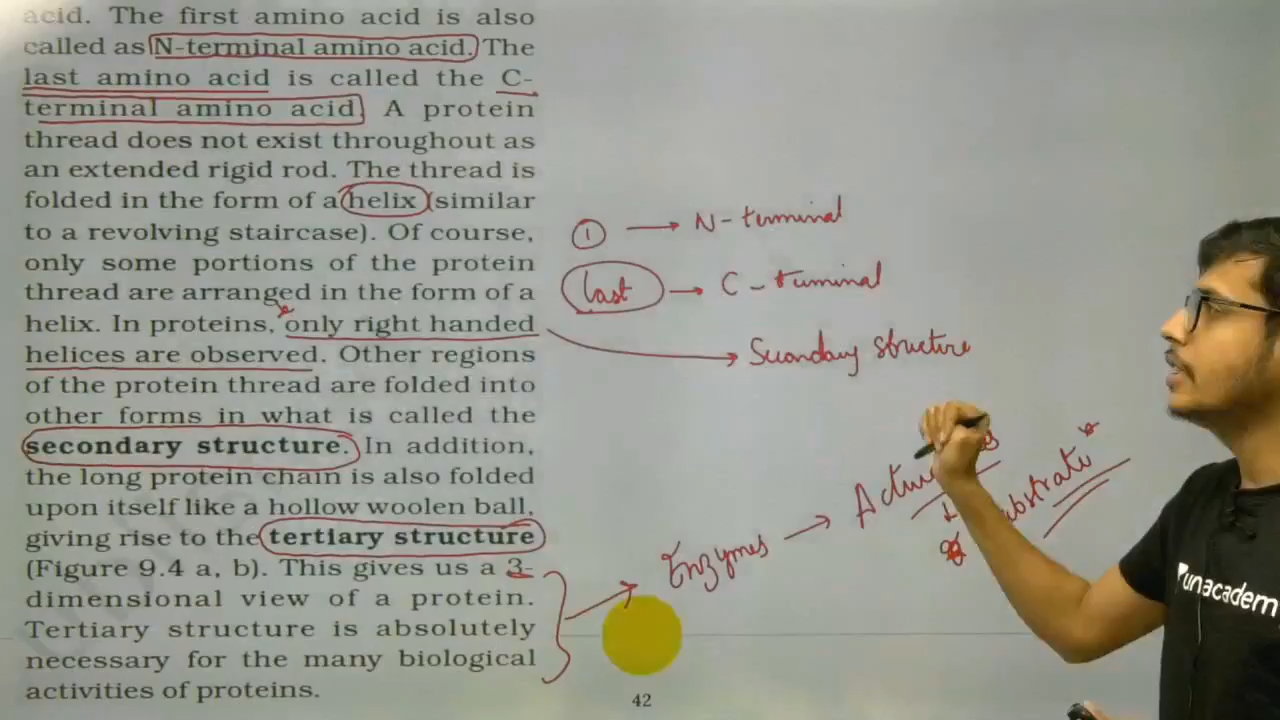 acid. The first amino acid is also
called as N-terminal amino acid. The
last amino acid is called the C-
terminal amino acid. A protein
thread does not exist throughout as
an extended rigid rod. The thread is
folded in the form of a helix (similar
to a revolving staircase). Of course,
only some portions of the protein
thread are arranged in the form of a
helix. In proteins, only right handed
helices are observed. Other regions
of the protein thread are folded into
other forms in what is called the
secondary structure. In addition,
the long protein chain is also folded
upon itself like a hollow woolen ball,
giving rise to the tertiary structure
(Figure 9.4 a, b). This gives us a 3-
dimensional view of a protein.
Tertiary structure is absolutely
necessary for the many biological
activities of proteins.
1 → N-terminal
last → C-terminal
→ Secondary structure
Enzymes →
42
unacadem